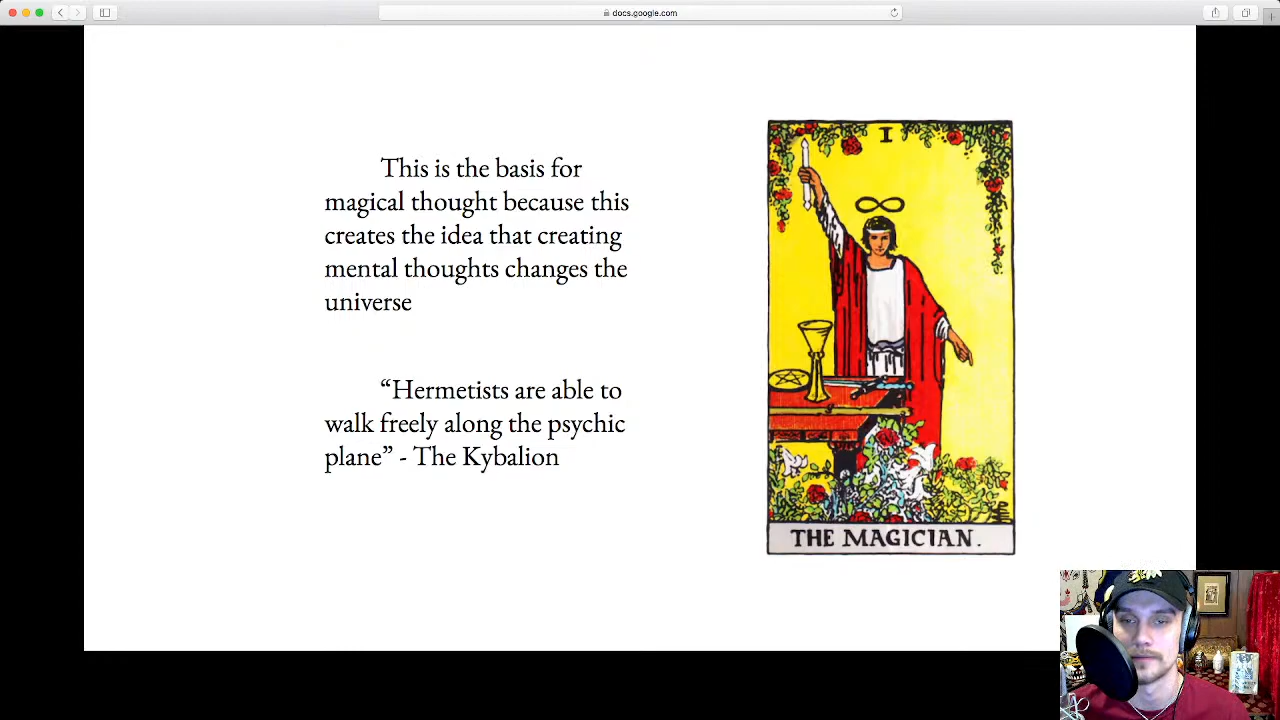 docs.google.com
This is the basis for
magical thought because this
creates the idea that creating
mental thoughts changes the
universe
“Hermetists are able to
walk freely along the psychic
plane” - The Kybalion
I
THE MAGICIAN.